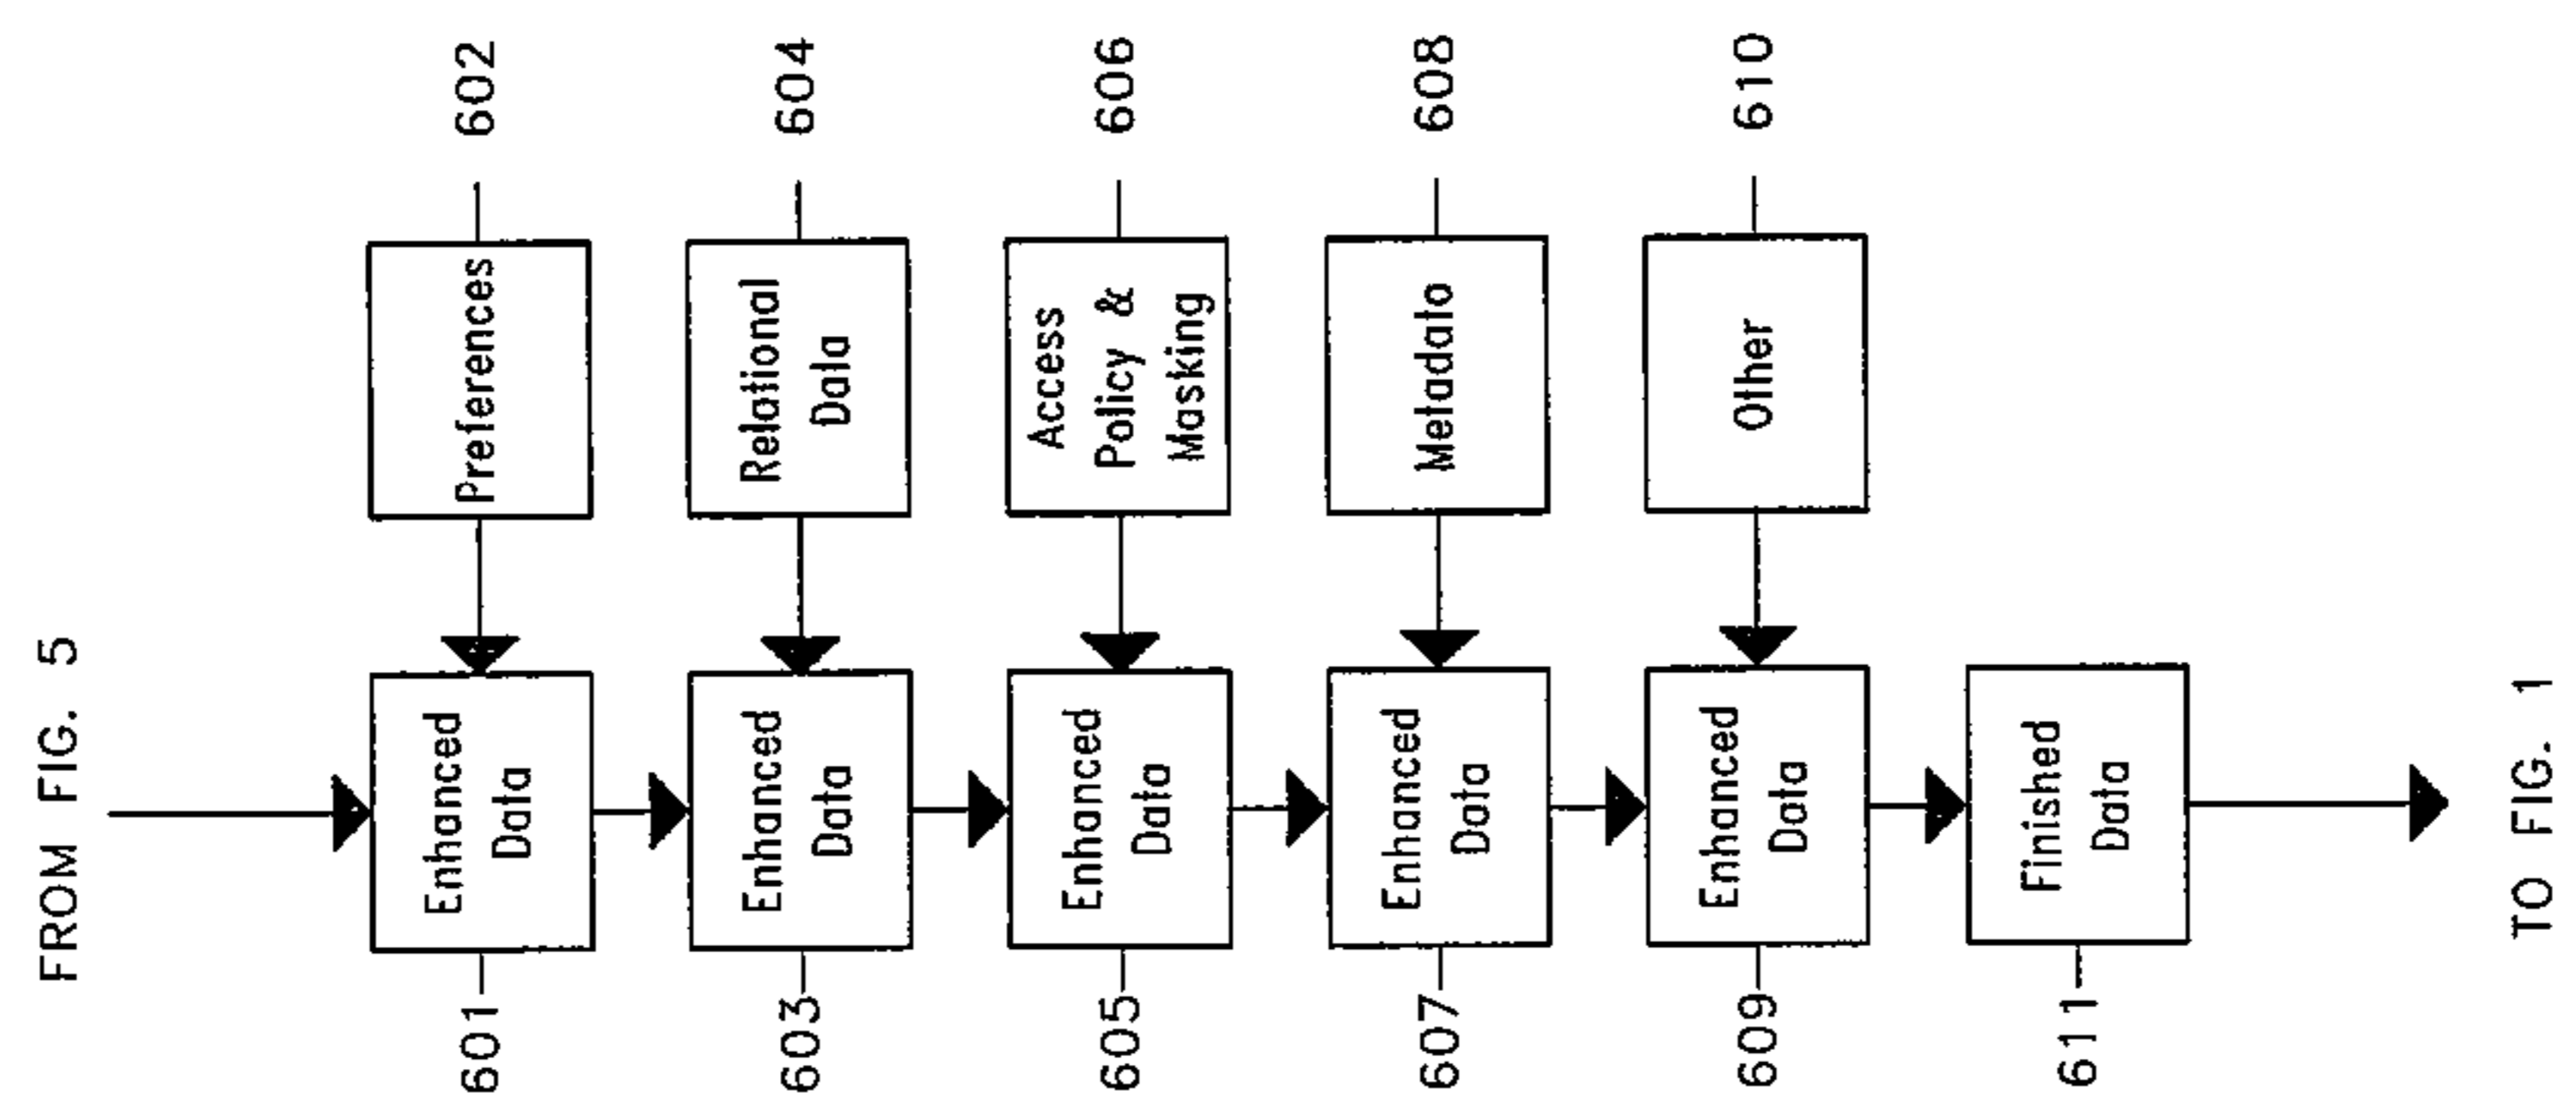 FROM FIG. 5
601
Enhanced
Data
Preferences
602
603
Enhanced
Data
Relational
Data
604
605
Enhanced
Data
Access
Policy &
Masking
606
607
Enhanced
Data
Metadata
608
609
Enhanced
Data
Other
610
611
Finished
Data
TO FIG. 1